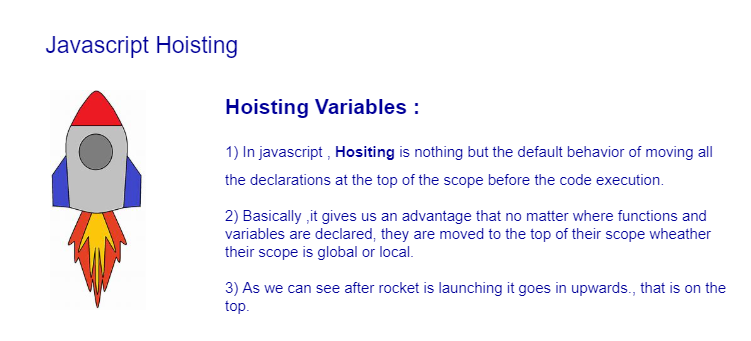 Javascript Hoisting
Hoisting Variables :
1) In javascript , Hositing is nothing but the default behavior of moving all
the declarations at the top of the scope before the code execution.
2) Basically ,it gives us an advantage that no matter where functions and
variables are declared, they are moved to the top of their scope wheather
their scope is global or local.
3) As we can see after rocket is launching it goes in upwards., that is on the
top.